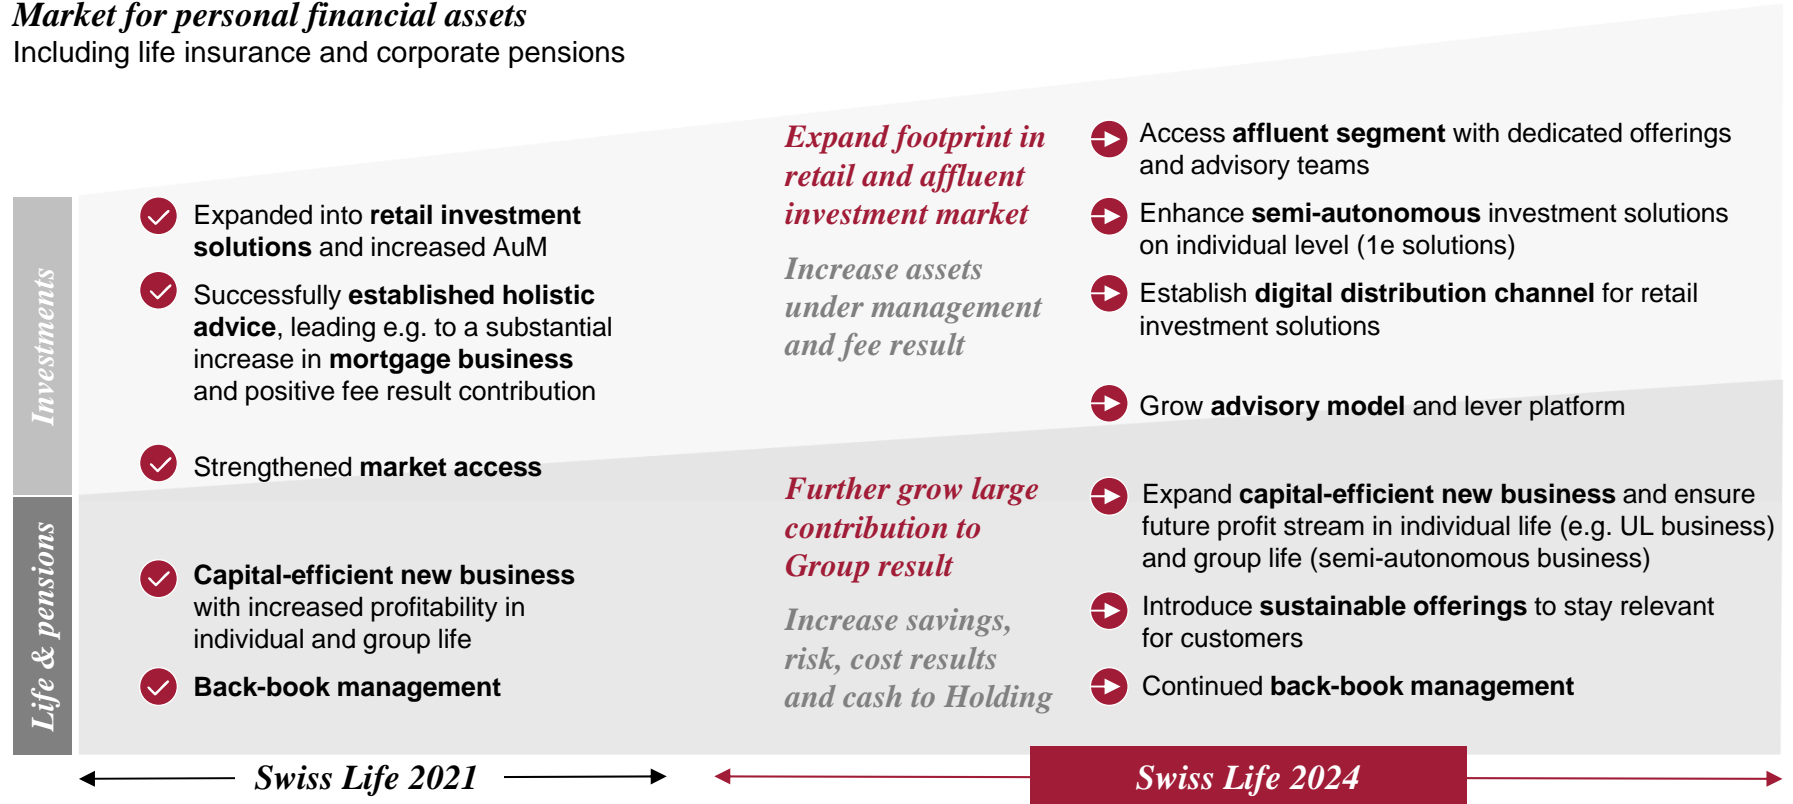 Market for personal financial assets
Including life insurance and corporate pensions
Investments
Expanded into retail investment
solutions and increased AuM
Successfully established holistic
advice, leading e.g. to a substantial
increase in mortgage business
and positive fee result contribution
Strengthened market access
Expand footprint in
retail and affluent
investment market
Increase assets
under management
and fee result
Access affluent segment with dedicated offerings
and advisory teams
Enhance semi-autonomous investment solutions
on individual level (1e solutions)
Establish digital distribution channel for retail
investment solutions
Grow advisory model and lever platform
Life & pensions
Capital-efficient new business
with increased profitability in
individual and group life
Back-book management
Further grow large
contribution to
Group result
Increase savings,
risk, cost results
and cash to Holding
Expand capital-efficient new business and ensure
future profit stream in individual life (e.g. UL business)
and group life (semi-autonomous business)
Introduce sustainable offerings to stay relevant
for customers
Continued back-book management
Swiss Life 2021
Swiss Life 2024